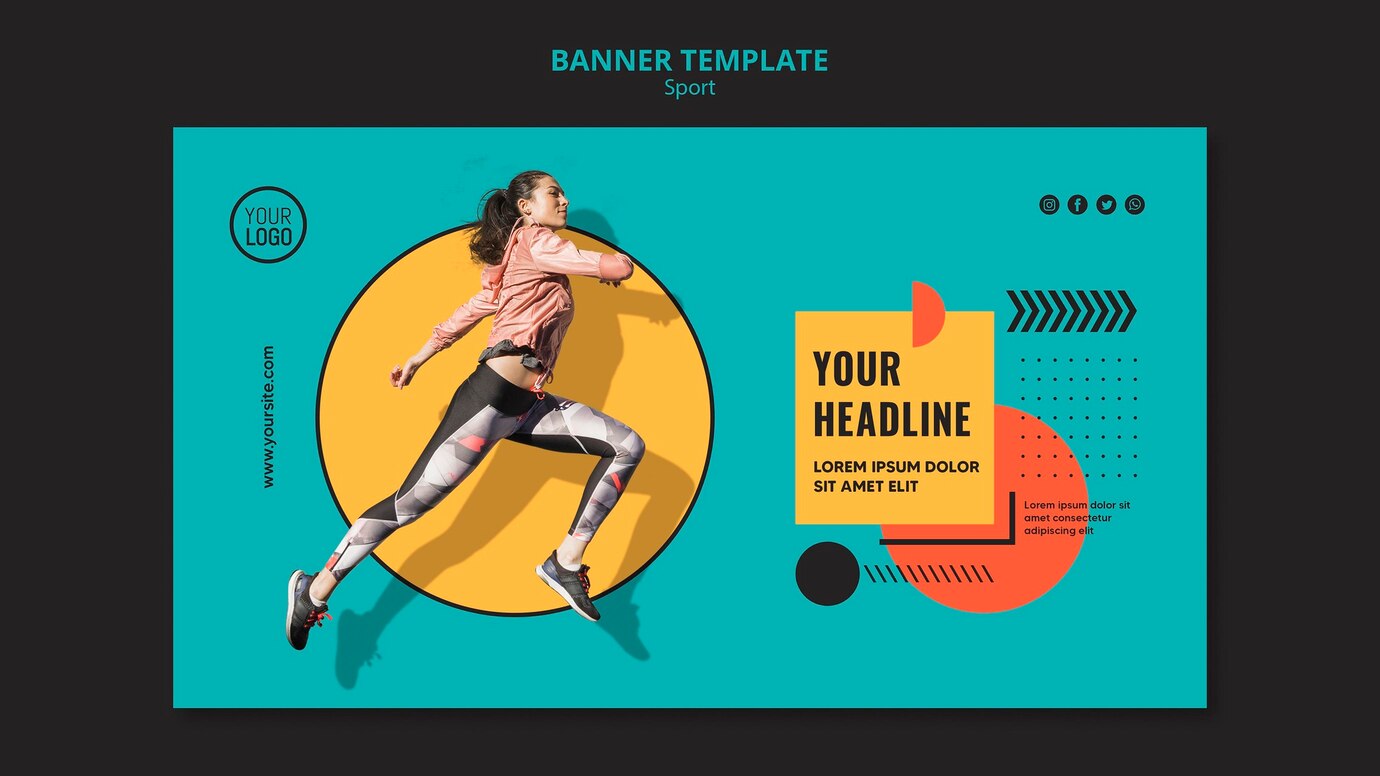 BANNER TEMPLATE
Sport
YOUR
LOGO
www.yoursite.com
YOUR
HEADLINE
LOREM IPSUM DOLOR
SIT AMET ELIT
Lorem ipsum dolor sit
amet consectetur
adipiscing elit